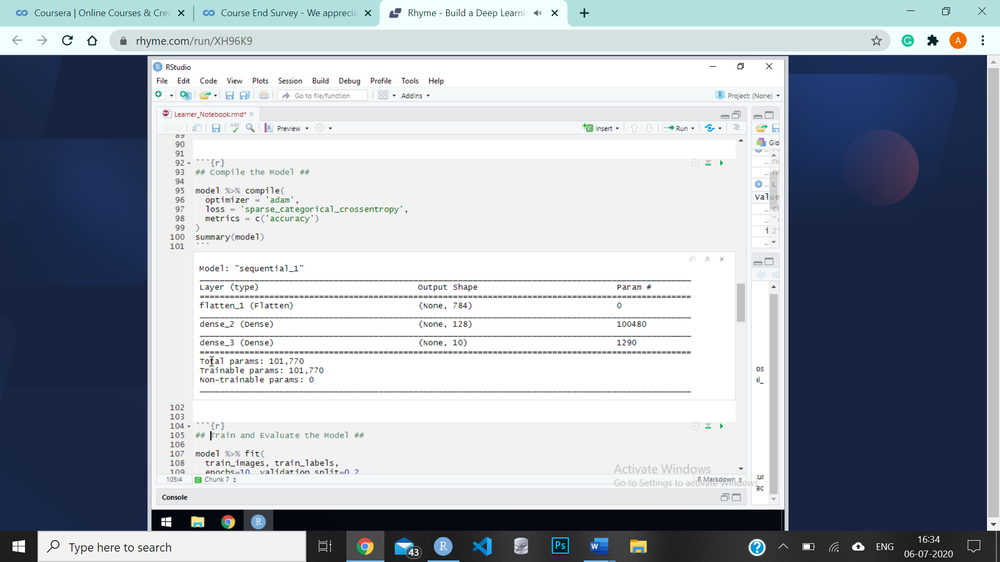 Coursera | Online Courses & Cred
Course End Survey - We apprecia
Rhyme - Build a Deep Learni
rhyme.com/run/XH96K9
A
RStudio
File Edit Code View Plots Session Build Debug Profile Tools Help
Go to file/function
Addins
Project: (None)
Learner_Notebook.rmd*
ABC
Preview
Insert
Run
Glo
89
90
91
92 ```{r}
93 ## Compile the Model ##
94
95 model %>% compile(
96 optimizer = 'adam',
97 loss = 'sparse_categorical_crossentropy',
98 metrics = c('accuracy')
99 )
100 summary(model)
101 ```
Model: "sequential_1"
Layer (type) Output Shape Param #
flatten_1 (Flatten) (None, 784) 0
dense_2 (Dense) (None, 128) 100480
dense_3 (Dense) (None, 10) 1290
Total params: 101,770
Trainable params: 101,770
Non-trainable params: 0
102
103
104 ```{r}
105 ## Train and Evaluate the Model ##
106
107 model %>% fit(
108 train_images, train_labels,
109 epochs=10, validation_split=0.2
105:4 Chunk 7 R Markdown
Console
Value
Activate Windows
Go to Settings to activate Windows.
Type here to search
43
R
Ps
W
ENG
16:34
06-07-2020